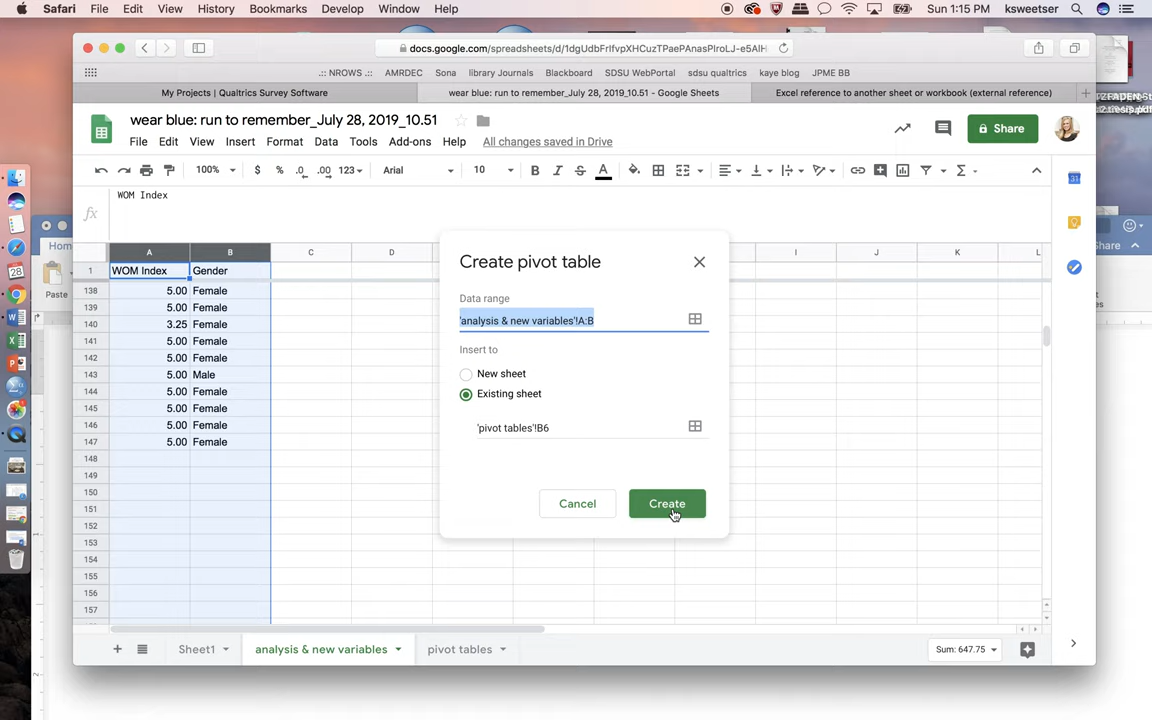 Safari File Edit View History Bookmarks Develop Window Help Sun 1:15 PM ksweetser
docs.google.com/spreadsheets/d/1dgUdbFrIfvpXHCuzTPaePAnasPIroLJ-e5AlH
.:: NROWS .:: AMRDEC Sona library Journals Blackboard SDSU WebPortal sdsu qualtrics kaye blog JPME BB
My Projects | Qualtrics Survey Software wear blue: run to remember_July 28, 2019_10.51 - Google Sheets Excel reference to another sheet or workbook (external reference)
wear blue: run to remember_July 28, 2019_10.51
Share
File Edit View Insert Format Data Tools Add-ons Help All changes saved in Drive
100% $ % .0 .00 123 Arial 10 B I S A
fx WOM Index
A B C D I J K L
1 WOM Index Gender
138 5.00 Female
139 5.00 Female
140 3.25 Female
141 5.00 Female
142 5.00 Female
143 5.00 Male
144 5.00 Female
145 5.00 Female
146 5.00 Female
147 5.00 Female
148
149
150
151
152
153
154
155
156
157
Create pivot table
Data range
'analysis & new variables'!A:B
Insert to
New sheet
Existing sheet
'pivot tables'!B6
Cancel Create
Sheet1 analysis & new variables pivot tables Sum: 647.75
Home
Paste
Share
31
28